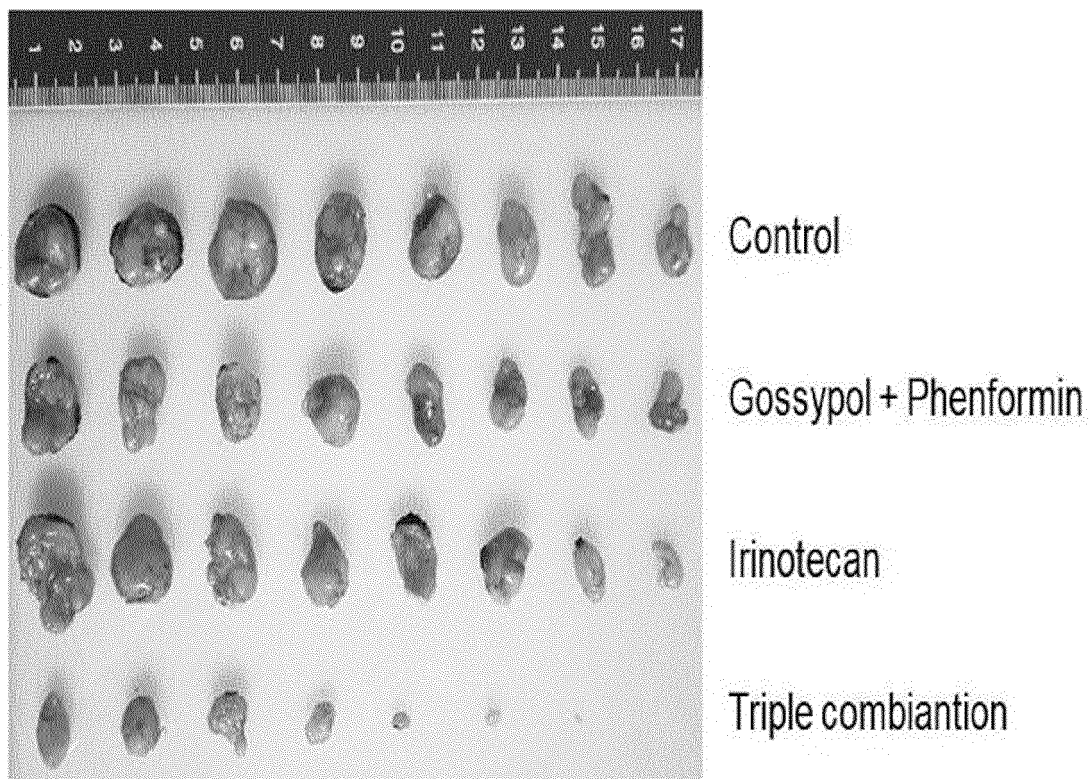 1 2 3 4 5 6 7 8 9 10 11 12 13 14 15 16 17
Control
Gossypol + Phenformin
Irinotecan
Triple combiantion